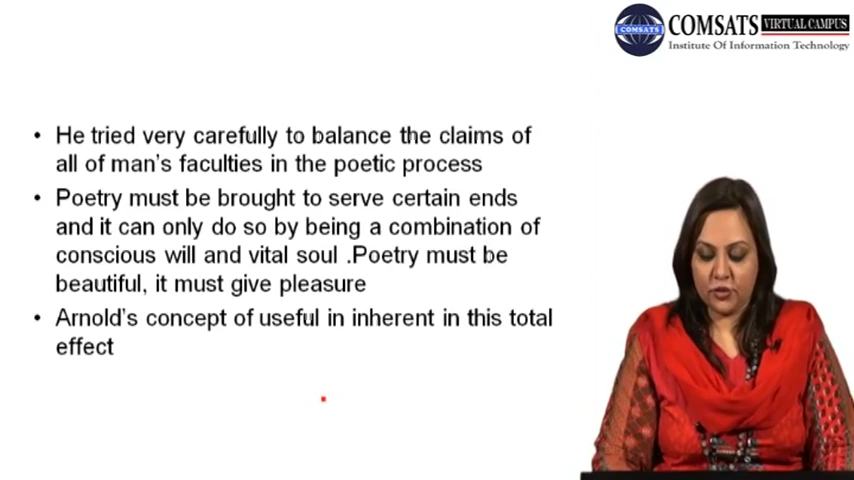 COMSATS VIRTUAL CAMPUS
COMSATS
Institute Of Information Technology
• He tried very carefully to balance the claims of
all of man's faculties in the poetic process
• Poetry must be brought to serve certain ends
and it can only do so by being a combination of
conscious will and vital soul .Poetry must be
beautiful, it must give pleasure
• Arnold's concept of useful in inherent in this total
effect